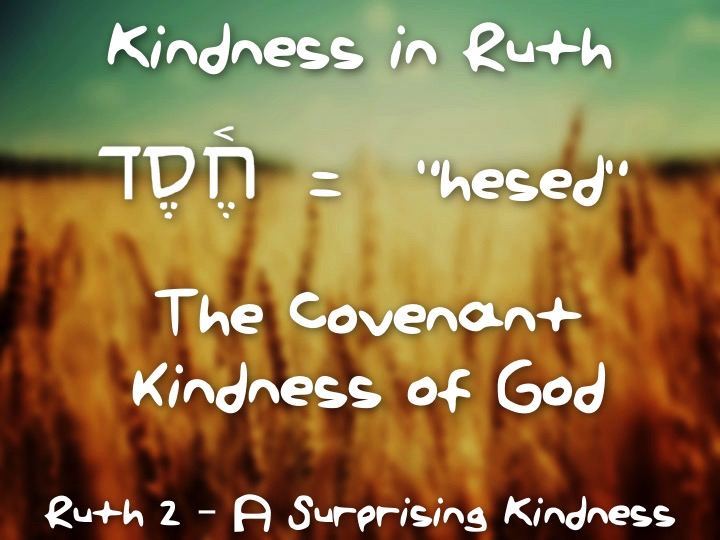 Kindness in Ruth
חֶ֫סֶד = "hesed"
The Covenant
Kindness of God
Ruth 2 - A Surprising Kindness